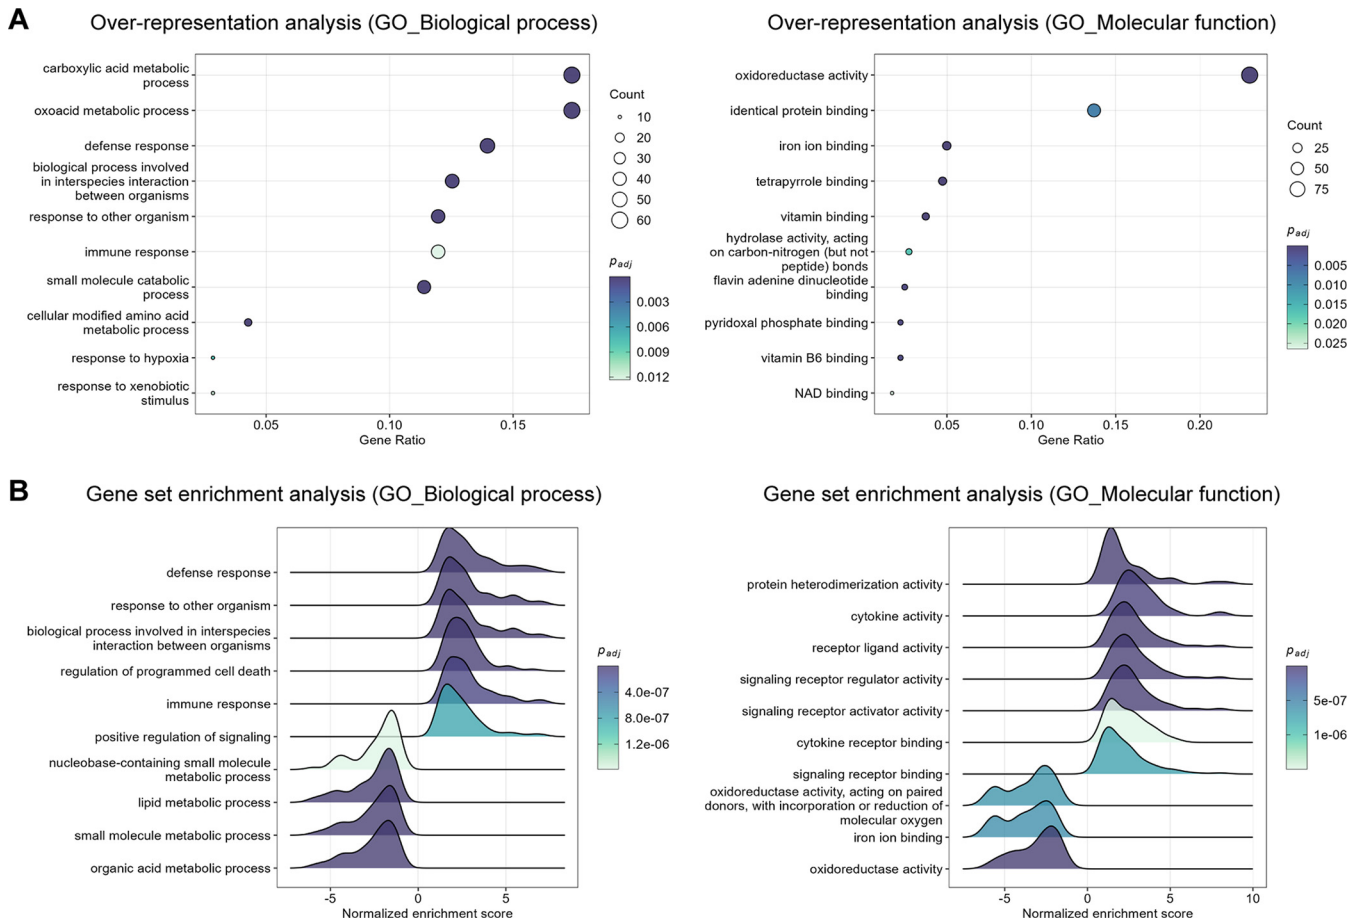 A
Over-representation analysis (GO_Biological process)
carboxylic acid metabolic
process
oxoacid metabolic process
defense response
biological process involved
in interspecies interaction
between organisms
response to other organism
immune response
small molecule catabolic
process
cellular modified amino acid
metabolic process
response to hypoxia
response to xenobiotic
stimulus
0.05
0.10
0.15
Gene Ratio
Count
10
20
30
40
50
60
p adj
0.003
0.006
0.009
0.012
Over-representation analysis (GO_Molecular function)
oxidoreductase activity
identical protein binding
iron ion binding
tetrapyrrole binding
vitamin binding
hydrolase activity, acting
on carbon-nitrogen (but not
peptide) bonds
flavin adenine dinucleotide
binding
pyridoxal phosphate binding
vitamin B6 binding
NAD binding
0.05
0.10
0.15
0.20
Gene Ratio
Count
25
50
75
p adj
0.005
0.010
0.015
0.020
0.025
B
Gene set enrichment analysis (GO_Biological process)
defense response
response to other organism
biological process involved in interspecies
interaction between organisms
regulation of programmed cell death
immune response
positive regulation of signaling
nucleobase-containing small molecule
metabolic process
lipid metabolic process
small molecule metabolic process
organic acid metabolic process
-5
0
5
Normalized enrichment score
p adj
4.0e-07
8.0e-07
1.2e-06
Gene set enrichment analysis (GO_Molecular function)
protein heterodimerization activity
cytokine activity
receptor ligand activity
signaling receptor regulator activity
signaling receptor activator activity
cytokine receptor binding
signaling receptor binding
oxidoreductase activity, acting on paired
donors, with incorporation or reduction of
molecular oxygen
iron ion binding
oxidoreductase activity
-5
0
5
10
Normalized enrichment score
p adj
5e-07
1e-06